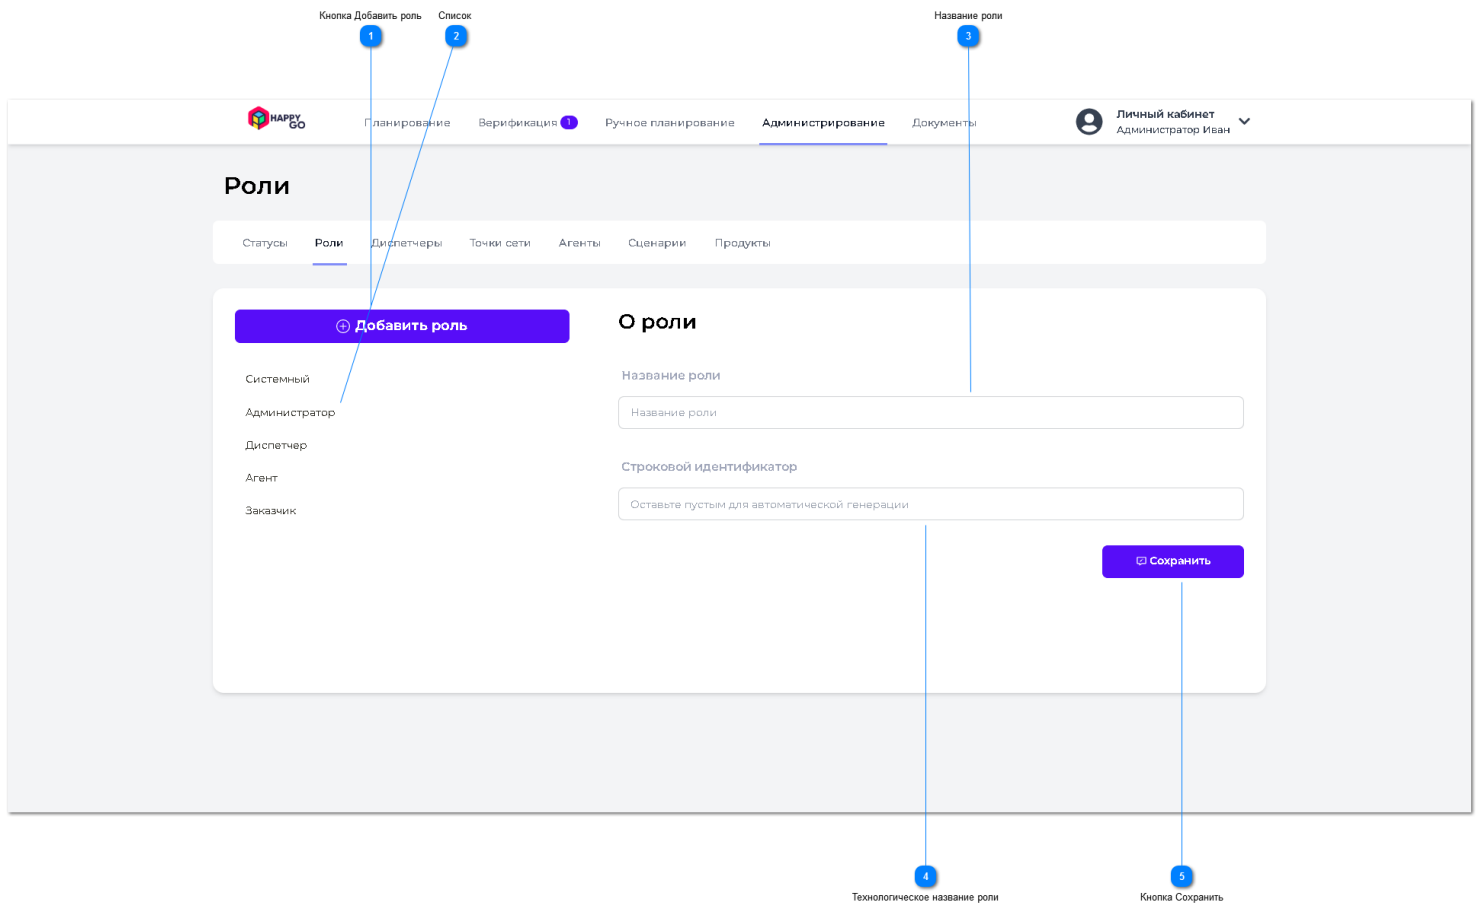 Кнопка Добавить роль
Список
Название роли
1
2
3
HAPPY
GO
Планирование
Верификация 1
Ручное планирование
Администрирование
Документы
Личный кабинет
Администратор Иван
Роли
Статусы
Роли
Диспетчеры
Точки сети
Агенты
Сценарии
Продукты
Добавить роль
О роли
Системный
Название роли
Администратор
Название роли
Диспетчер
Строковой идентификатор
Агент
Оставьте пустым для автоматической генерации
Заказчик
Сохранить
4
5
Технологическое название роли
Кнопка Сохранить